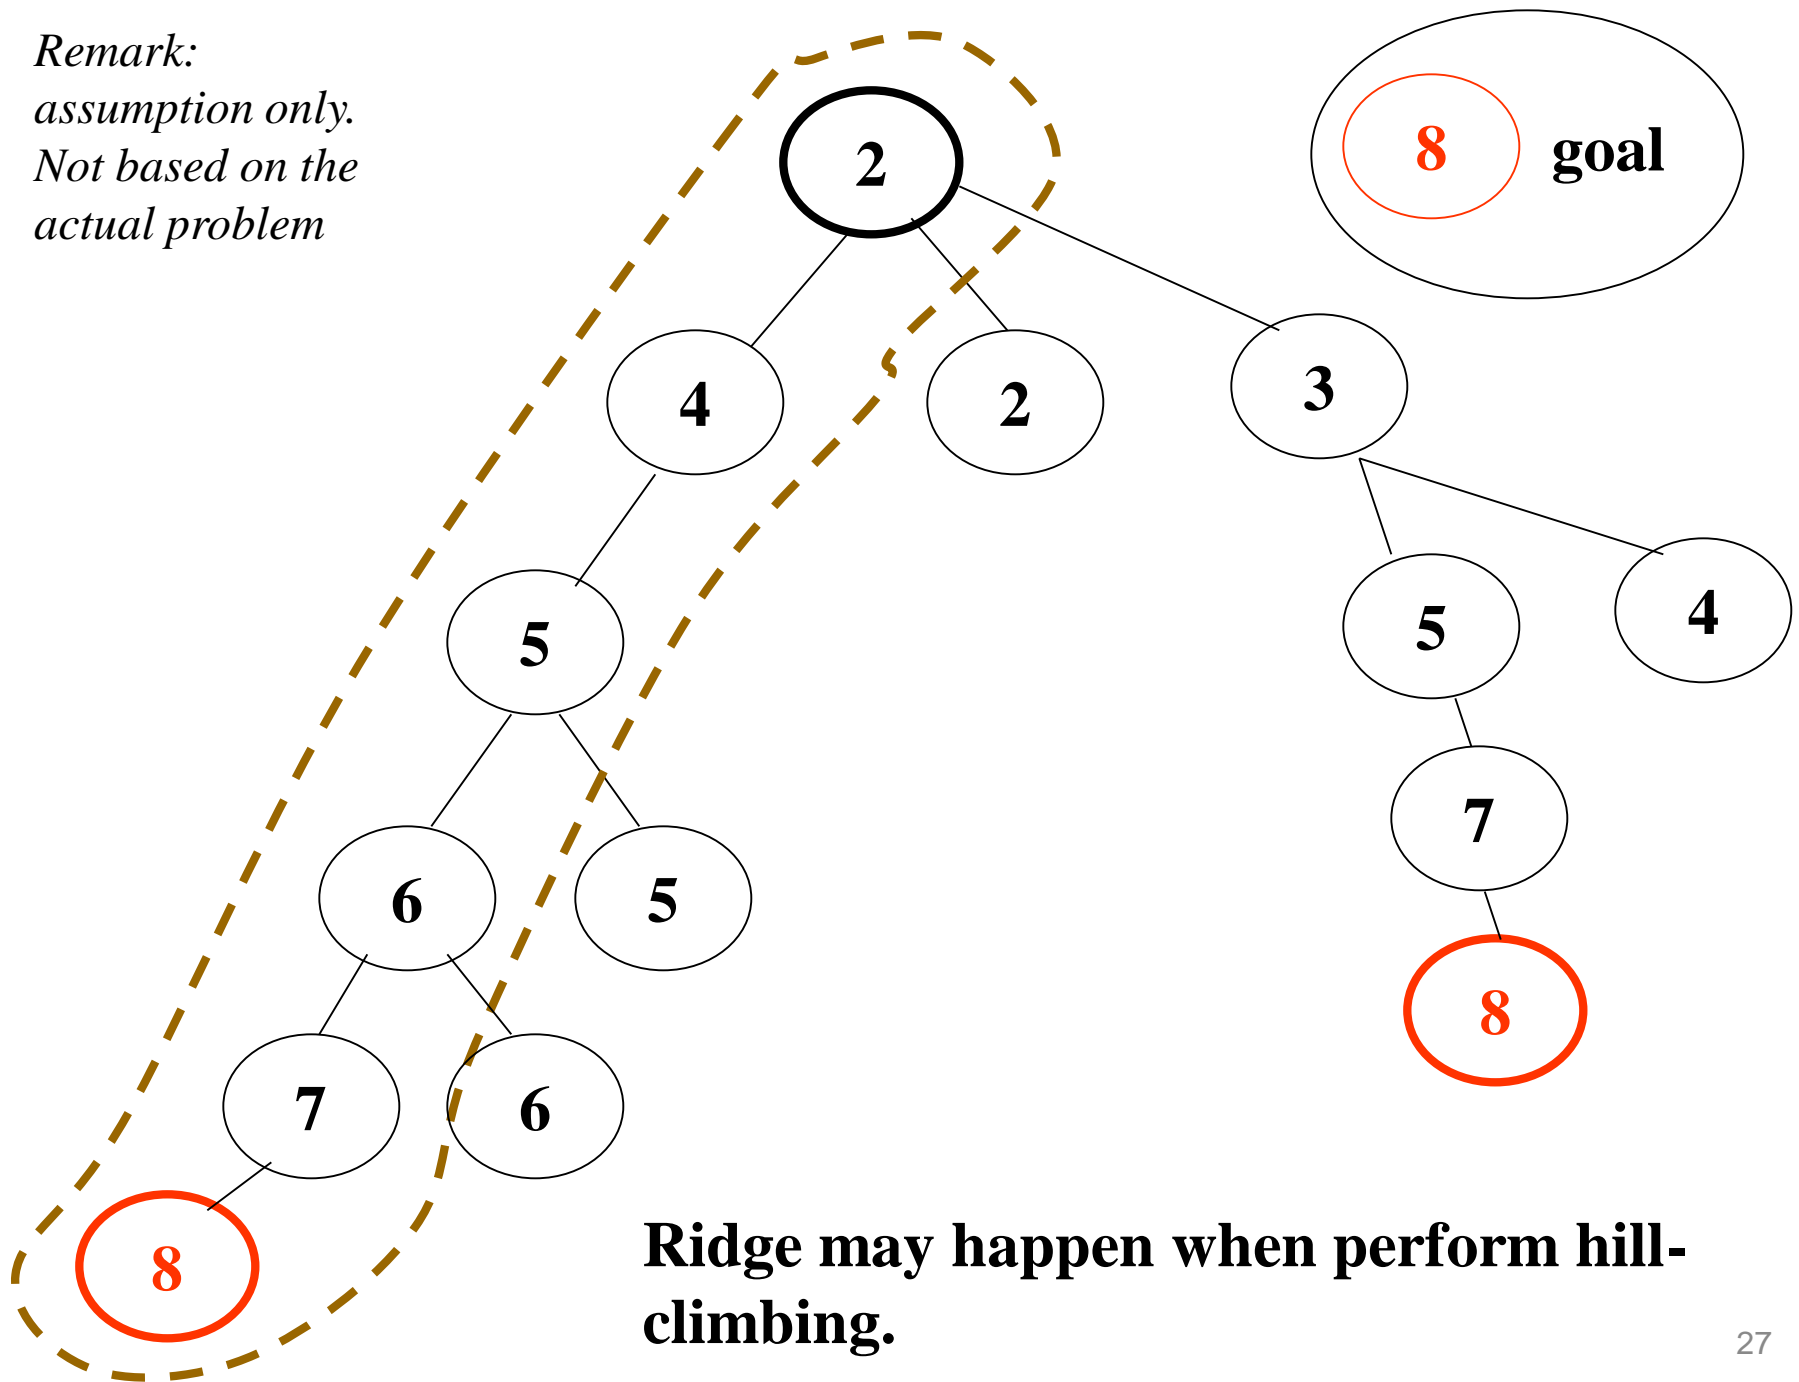 Remark:
assumption only.
Not based on the
actual problem
8 goal
2
4
2
3
5
5
4
6
5
7
7
6
8
8
Ridge may happen when perform hill-
climbing.
27